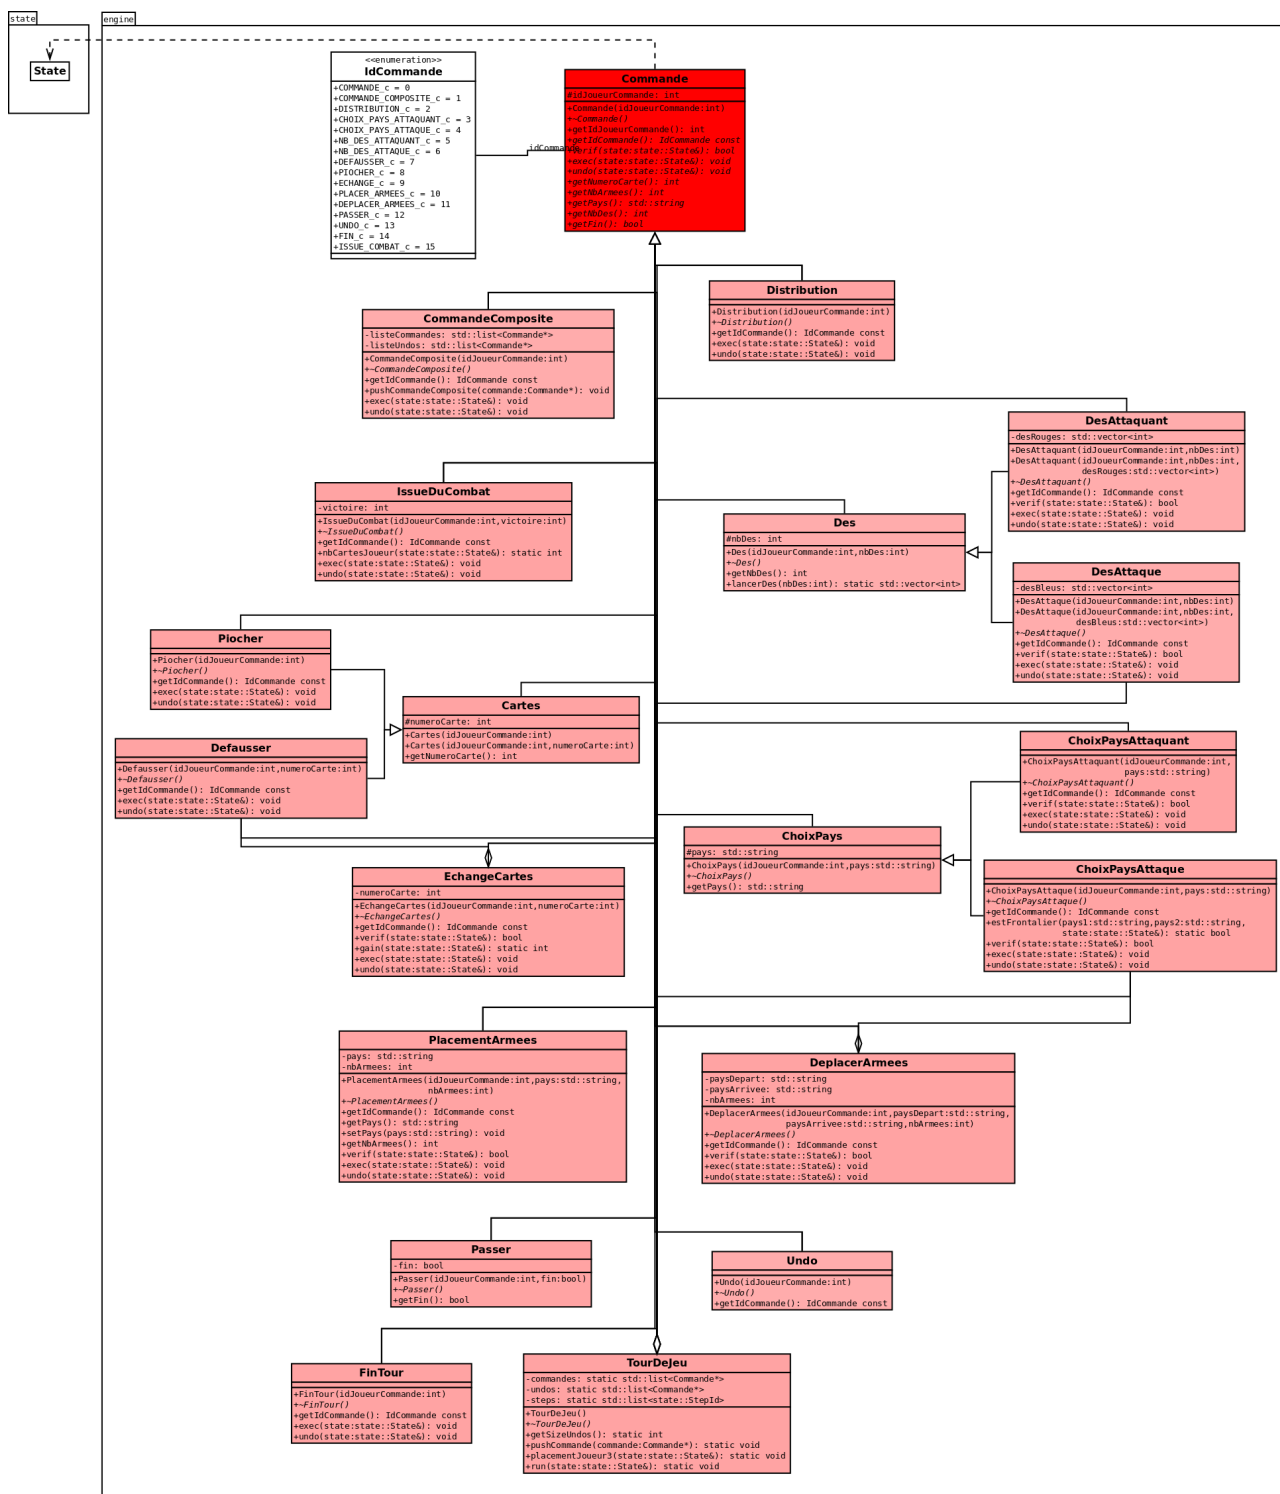 state
engine
State
<<enumeration>>
IdCommande
+COMMANDE_c = 0
+COMMANDE_COMPOSITE_c = 1
+DISTRIBUTION_c = 2
+CHOIX_PAYS_ATTAQUANT_c = 3
+CHOIX_PAYS_ATTAQUE_c = 4
+NB_DES_ATTAQUANT_c = 5
+NB_DES_ATTAQUE_c = 6
+DEFAUSSER_c = 7
+PIOCHER_c = 8
+ECHANGE_c = 9
+PLACER_ARMEES_c = 10
+DEPLACER_ARMEES_c = 11
+PASSER_c = 12
+UNDO_c = 13
+FIN_c = 14
+ISSUE_COMBAT_c = 15
idCommande
Commande
#idJoueurCommande: int
+Commande(idJoueurCommande:int)
+~Commande()
+getIdJoueurCommande(): int
+getIdCommande(): IdCommande const
+verif(state:state::State&): bool
+exec(state:state::State&): void
+undo(state:state::State&): void
+getNumeroCarte(): int
+getNbArmees(): int
+getPays(): std::string
+getNbDes(): int
+getFin(): bool
Distribution
+Distribution(idJoueurCommande:int)
+~Distribution()
+getIdCommande(): IdCommande const
+exec(state:state::State&): void
+undo(state:state::State&): void
CommandeComposite
-listeCommandes: std::list<Commande*>
-listeUndos: std::list<Commande*>
+CommandeComposite(idJoueurCommande:int)
+~CommandeComposite()
+getIdCommande(): IdCommande const
+pushCommandeComposite(commande:Commande*): void
+exec(state:state::State&): void
+undo(state:state::State&): void
DesAttaquant
-desRouges: std::vector<int>
+DesAttaquant(idJoueurCommande:int,nbDes:int)
+DesAttaquant(idJoueurCommande:int,nbDes:int,
desRouges:std::vector<int>)
+~DesAttaquant()
+getIdCommande(): IdCommande const
+verif(state:state::State&): bool
+exec(state:state::State&): void
+undo(state:state::State&): void
IssueDuCombat
-victoire: int
+IssueDuCombat(idJoueurCommande:int,victoire:int)
+~IssueDuCombat()
+getIdCommande(): IdCommande const
+nbCartesJoueur(state:state::State&): static int
+exec(state:state::State&): void
+undo(state:state::State&): void
Des
#nbDes: int
+Des(idJoueurCommande:int,nbDes:int)
+~Des()
+getNbDes(): int
+lancerDes(nbDes:int): static std::vector<int>
DesAttaque
-desBleus: std::vector<int>
+DesAttaque(idJoueurCommande:int,nbDes:int)
+DesAttaque(idJoueurCommande:int,nbDes:int,
desBleus:std::vector<int>)
+~DesAttaque()
+getIdCommande(): IdCommande const
+verif(state:state::State&): bool
+exec(state:state::State&): void
+undo(state:state::State&): void
Piocher
+Piocher(idJoueurCommande:int)
+~Piocher()
+getIdCommande(): IdCommande const
+exec(state:state::State&): void
+undo(state:state::State&): void
Cartes
#numeroCarte: int
+Cartes(idJoueurCommande:int)
+Cartes(idJoueurCommande:int,numeroCarte:int)
+getNumeroCarte(): int
Defausser
+Defausser(idJoueurCommande:int,numeroCarte:int)
+~Defausser()
+getIdCommande(): IdCommande const
+exec(state:state::State&): void
+undo(state:state::State&): void
ChoixPaysAttaquant
+ChoixPaysAttaquant(idJoueurCommande:int,
pays:std::string)
+~ChoixPaysAttaquant()
+getIdCommande(): IdCommande const
+verif(state:state::State&): bool
+exec(state:state::State&): void
+undo(state:state::State&): void
ChoixPays
#pays: std::string
+ChoixPays(idJoueurCommande:int,pays:std::string)
+~ChoixPays()
+getPays(): std::string
EchangeCartes
-numeroCarte: int
+EchangeCartes(idJoueurCommande:int,numeroCarte:int)
+~EchangeCartes()
+getIdCommande(): IdCommande const
+verif(state:state::State&): bool
+gain(state:state::State&): static int
+exec(state:state::State&): void
+undo(state:state::State&): void
ChoixPaysAttaque
+ChoixPaysAttaque(idJoueurCommande:int,pays:std::string)
+~ChoixPaysAttaque()
+getIdCommande(): IdCommande const
+estFrontalier(pays1:std::string,pays2:std::string,
state:state::State&): static bool
+verif(state:state::State&): bool
+exec(state:state::State&): void
+undo(state:state::State&): void
PlacementArmees
-pays: std::string
-nbArmees: int
+PlacementArmees(idJoueurCommande:int,pays:std::string,
nbArmees:int)
+~PlacementArmees()
+getIdCommande(): IdCommande const
+getPays(): std::string
+setPays(pays:std::string): void
+getNbArmees(): int
+verif(state:state::State&): bool
+exec(state:state::State&): void
+undo(state:state::State&): void
DeplacerArmees
-paysDepart: std::string
-paysArrivee: std::string
-nbArmees: int
+DeplacerArmees(idJoueurCommande:int,paysDepart:std::string,
paysArrivee:std::string,nbArmees:int)
+~DeplacerArmees()
+getIdCommande(): IdCommande const
+verif(state:state::State&): bool
+exec(state:state::State&): void
+undo(state:state::State&): void
Passer
-fin: bool
+Passer(idJoueurCommande:int,fin:bool)
+~Passer()
+getFin(): bool
Undo
+Undo(idJoueurCommande:int)
+~Undo()
+getIdCommande(): IdCommande const
FinTour
+FinTour(idJoueurCommande:int)
+~FinTour()
+getIdCommande(): IdCommande const
+exec(state:state::State&): void
+undo(state:state::State&): void
TourDeJeu
-commandes: static std::list<Commande*>
-undos: static std::list<Commande*>
-steps: static std::list<state::StepId>
+TourDeJeu()
+~TourDeJeu()
+getSizeUndos(): static int
+pushCommande(commande:Commande*): static void
+placementJoueur3(state:state::State&): static void
+run(state:state::State&): static void